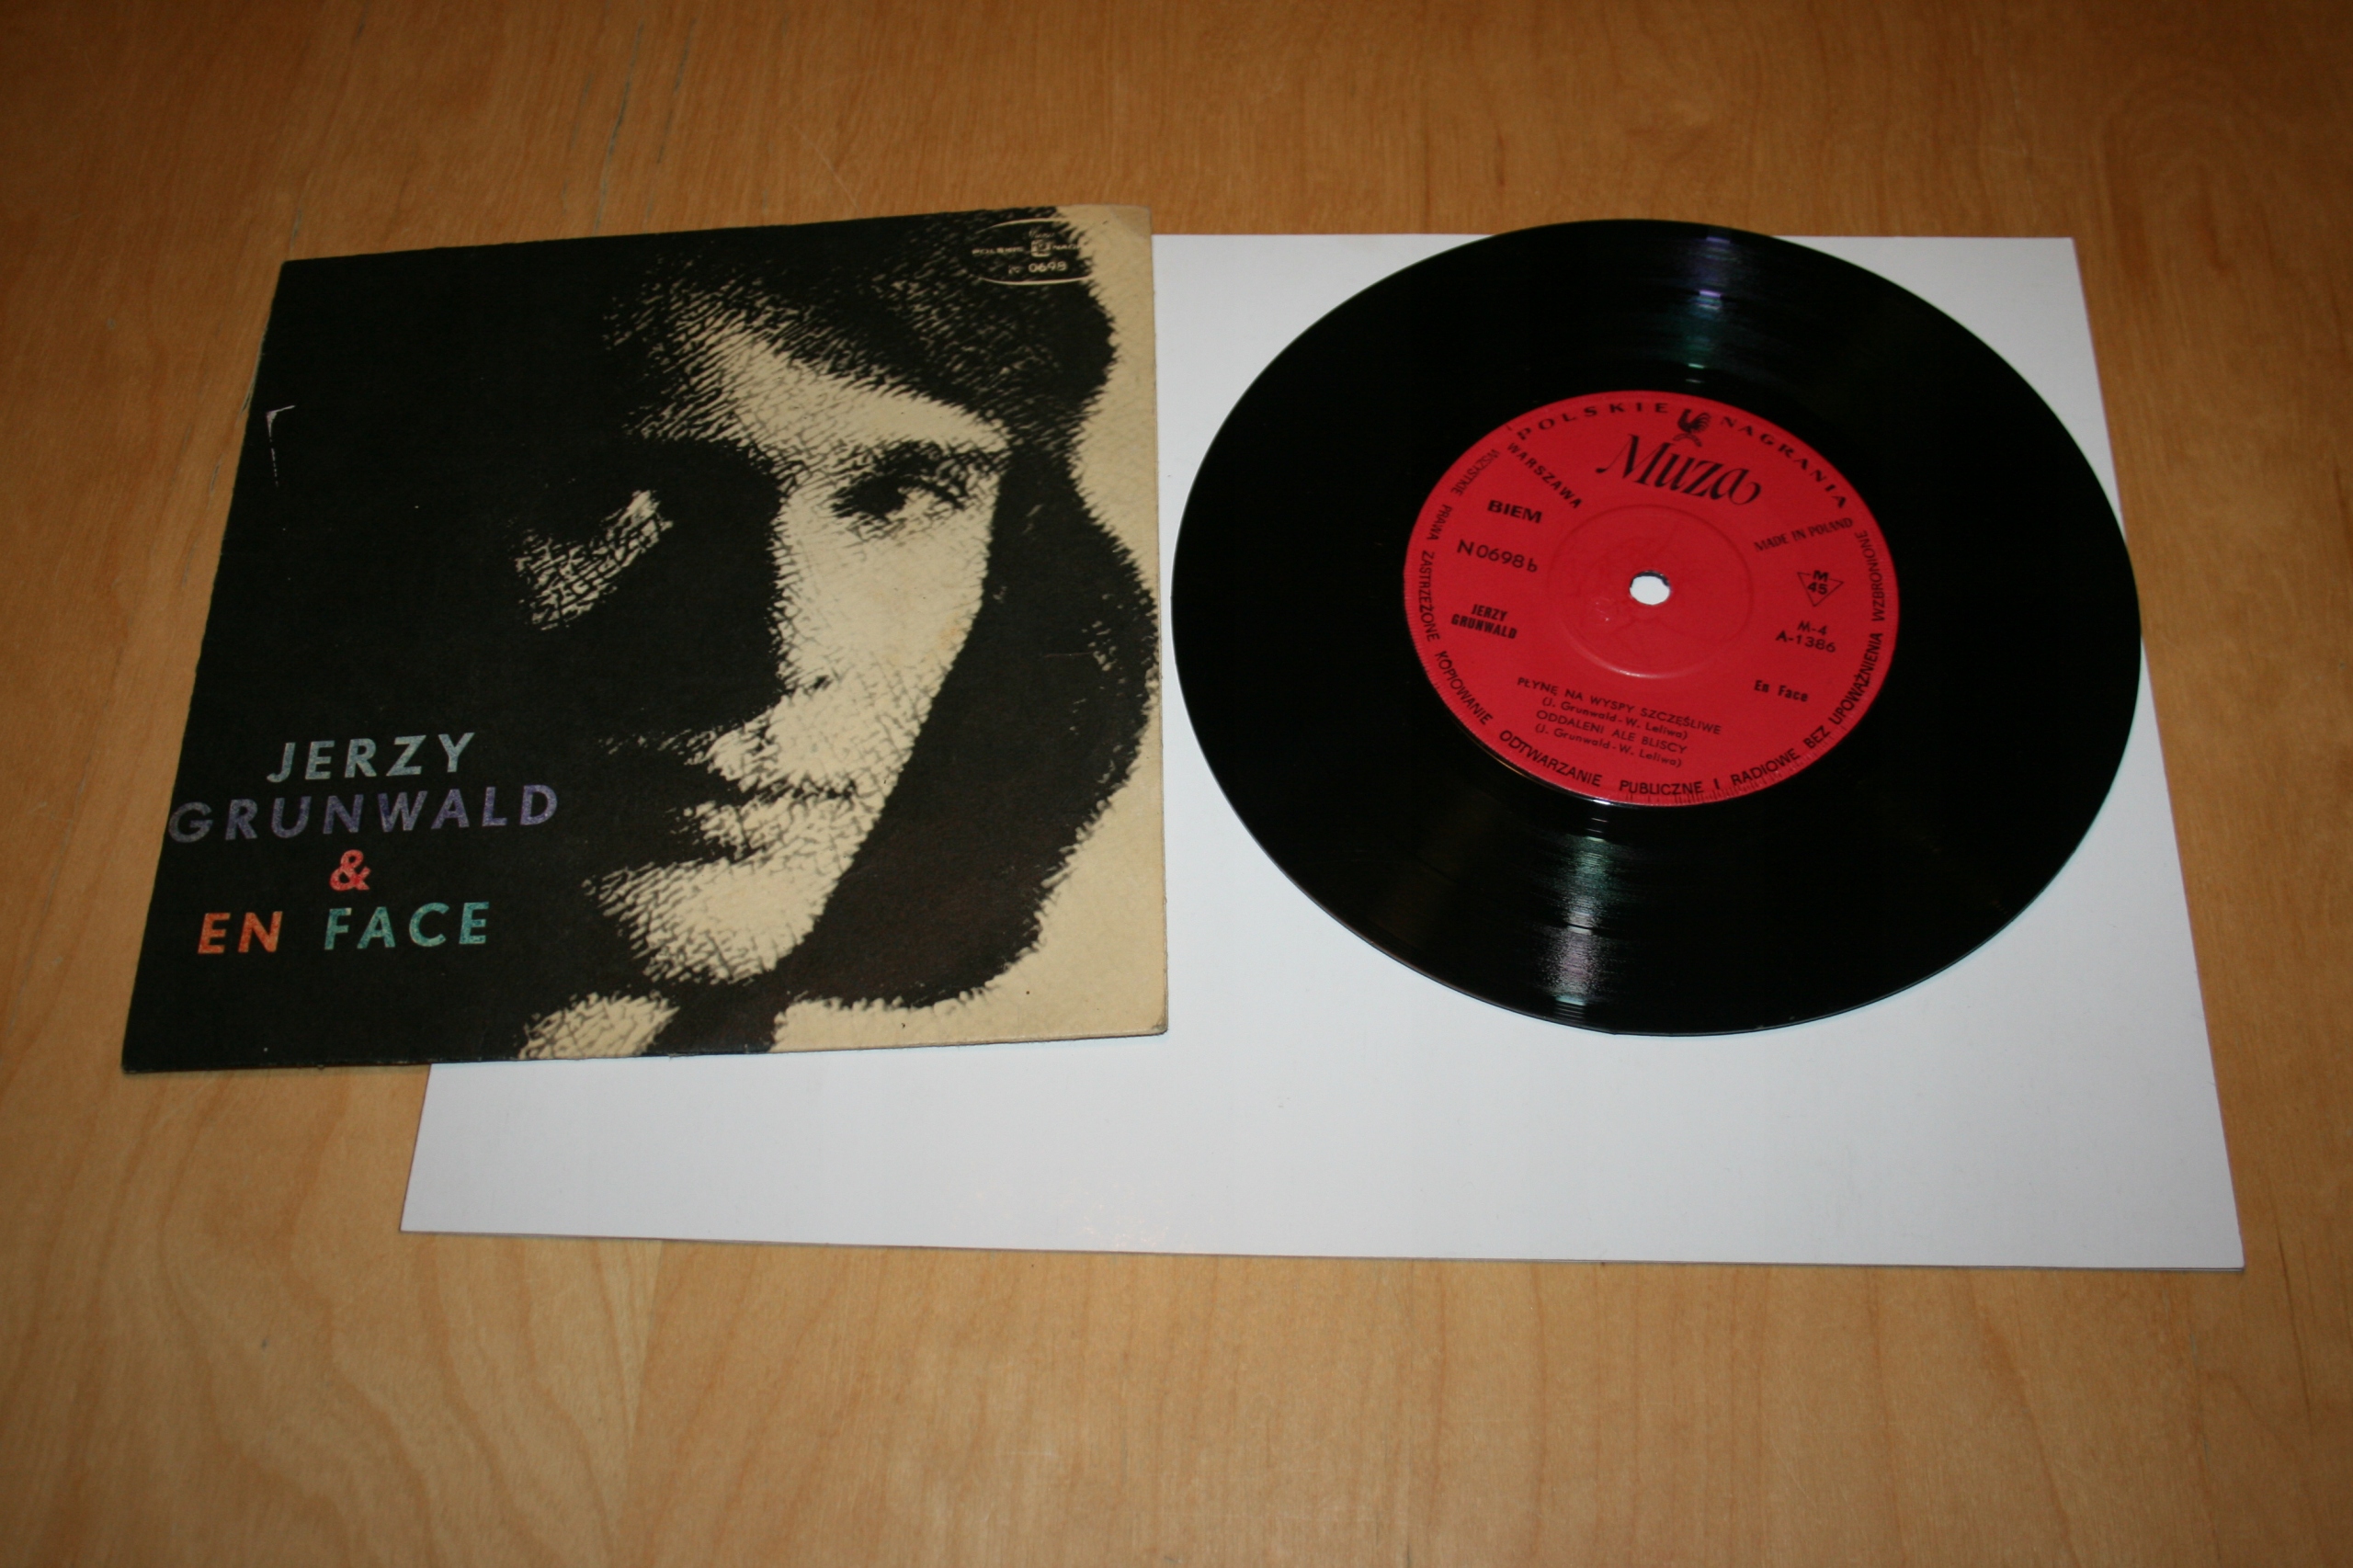 N 0698
JERZY
GRUNWALD
&
EN FACE
POLSKIE NAGRANIA
WARSZAWA
Muza
BIEM
MADE IN POLAND
N0698b
M
45
JERZY
GRUNWALD
M-4
A-1386
En Face
PŁYNĘ NA WYSPY SZCZĘŚLIWE
(J. Grunwald - W. Leliwa)
ODDALENI ALE BLISCY
(J. Grunwald - W. Leliwa)
WSZYSTKIE PRAWA ZASTRZEŻONE KOPIOWANIE ODTWARZANIE PUBLICZNE I RADIOWE BEZ UPOWAŻNIENIA WZBRONIONE